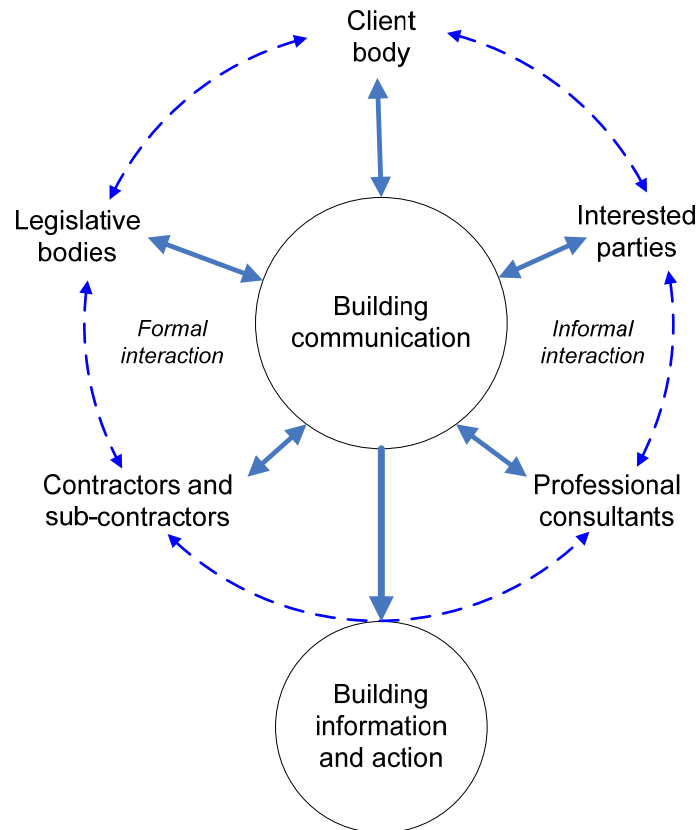 Client
body
Legislative
bodies
Interested
parties
Building
communication
Formal
interaction
Informal
interaction
Contractors and
sub-contractors
Professional
consultants
Building
information
and action